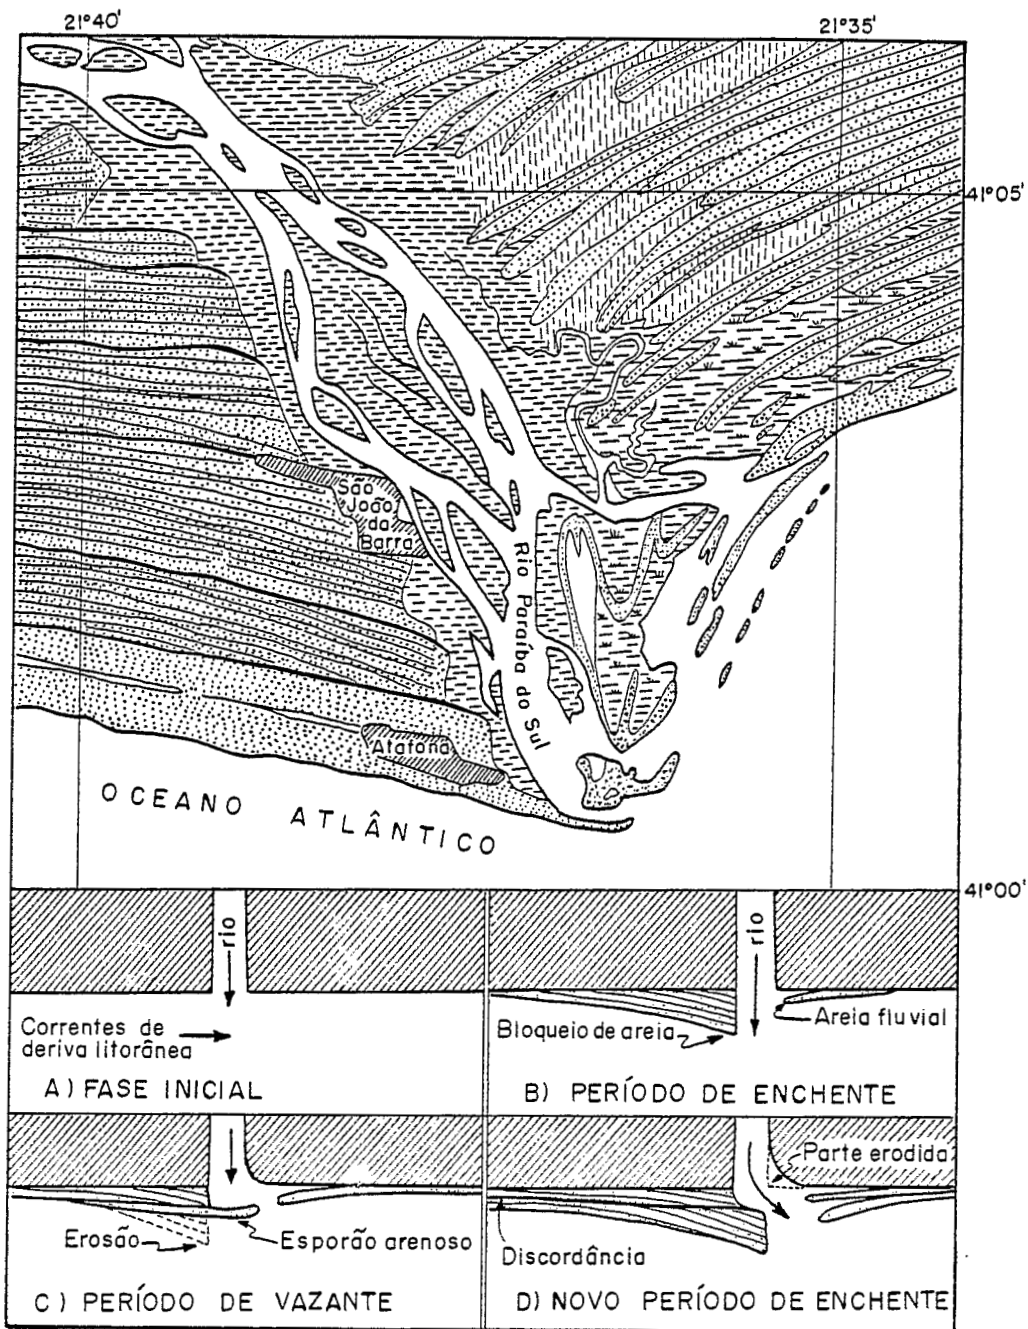 21°40'
21°35'
41°05'
São
João
da
Barra
Rio Paraíba do Sul
Atafona
OCEANO ATLÂNTICO
41°00'
rio
Correntes de
deriva litorânea
A) FASE INICIAL
rio
Bloqueio de areia
Areia fluvial
B) PERÍODO DE ENCHENTE
Erosão
Esporão arenoso
C) PERÍODO DE VAZANTE
Parte erodida
Discordância
D) NOVO PERÍODO DE ENCHENTE